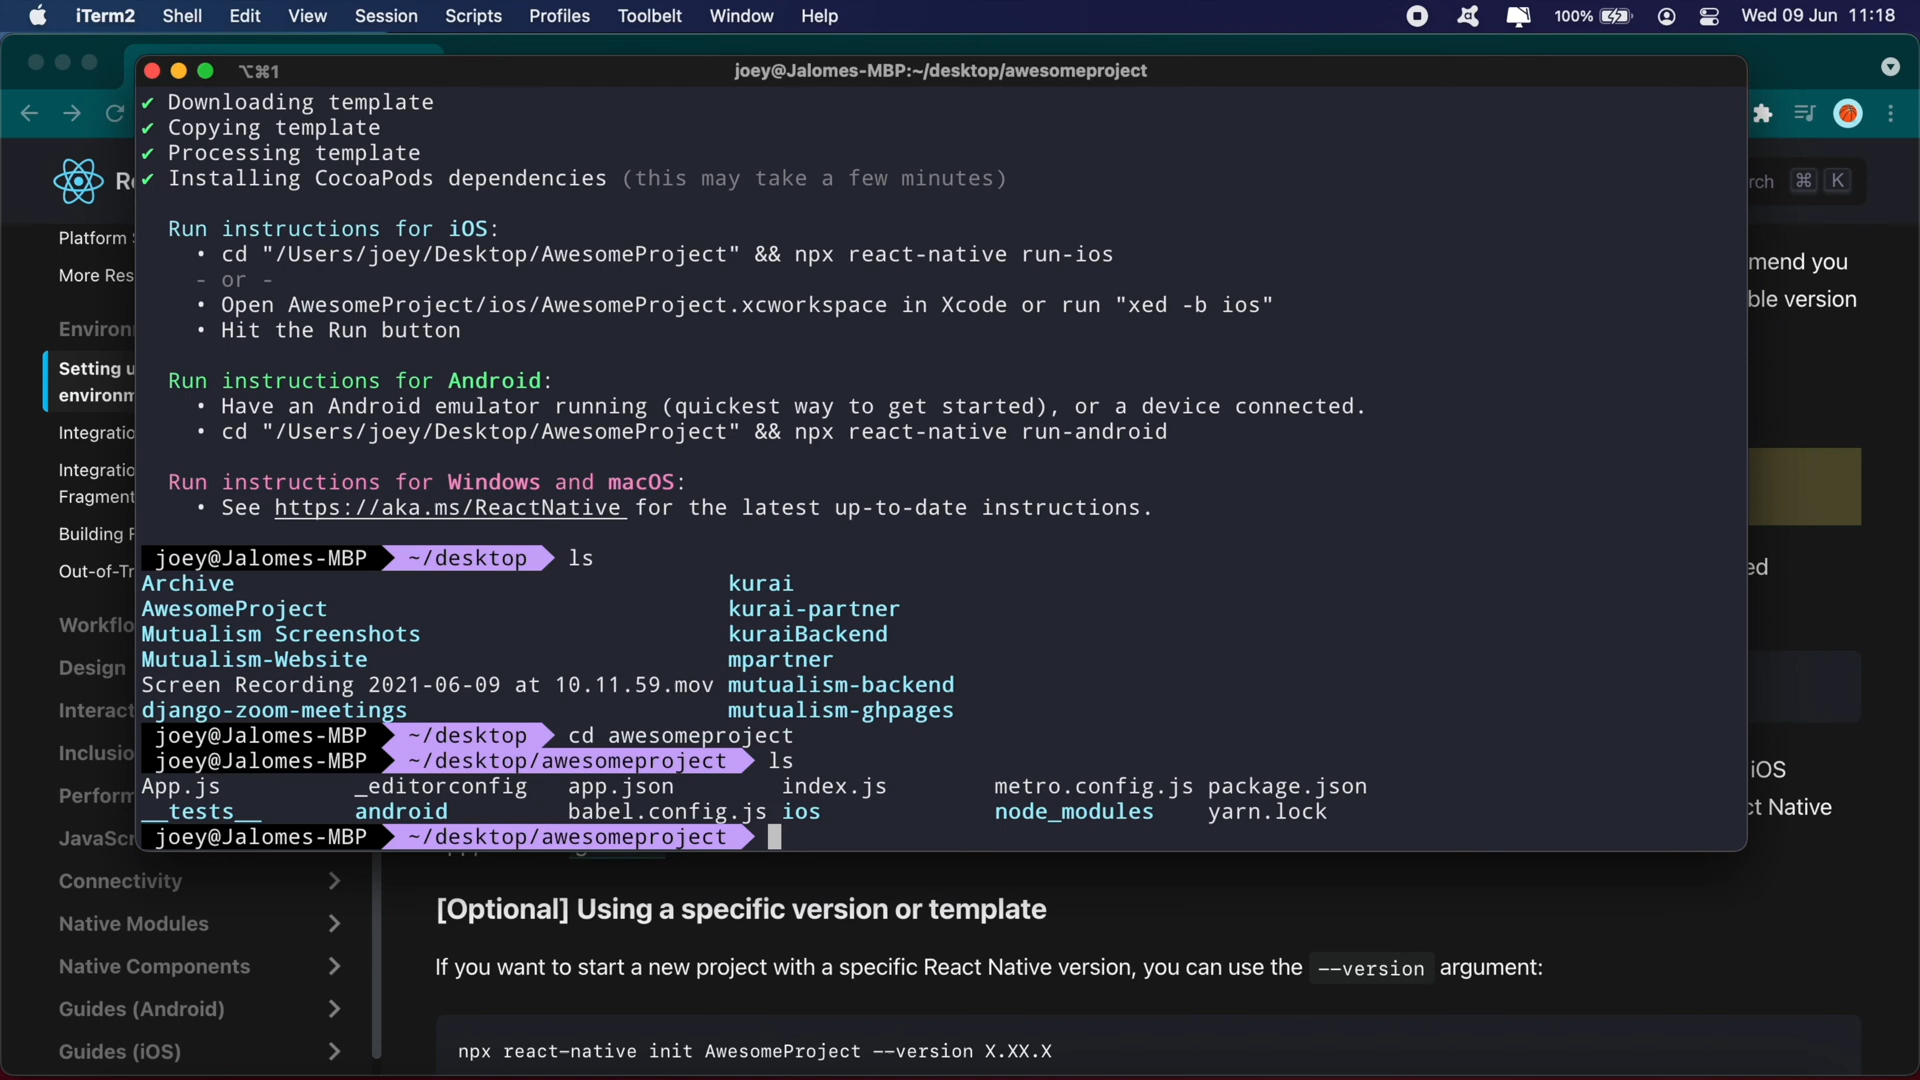 iTerm2 Shell Edit View Session Scripts Profiles Toolbelt Window Help 100% Wed 09 Jun 11:18
⌥⌘1 joey@Jalomes-MBP:~/desktop/awesomeproject
✔ Downloading template
✔ Copying template
✔ Processing template
✔ Installing CocoaPods dependencies (this may take a few minutes)
Run instructions for iOS:
• cd "/Users/joey/Desktop/AwesomeProject" && npx react-native run-ios
- or -
• Open AwesomeProject/ios/AwesomeProject.xcworkspace in Xcode or run "xed -b ios"
• Hit the Run button
Run instructions for Android:
• Have an Android emulator running (quickest way to get started), or a device connected.
• cd "/Users/joey/Desktop/AwesomeProject" && npx react-native run-android
Run instructions for Windows and macOS:
• See https://aka.ms/ReactNative for the latest up-to-date instructions.
joey@Jalomes-MBP ~/desktop ls
Archive kurai
AwesomeProject kurai-partner
Mutualism Screenshots kuraiBackend
Mutualism-Website mpartner
Screen Recording 2021-06-09 at 10.11.59.mov mutualism-backend
django-zoom-meetings mutualism-ghpages
joey@Jalomes-MBP ~/desktop cd awesomeproject
joey@Jalomes-MBP ~/desktop/awesomeproject ls
App.js _editorconfig app.json index.js metro.config.js package.json
__tests__ android babel.config.js ios node_modules yarn.lock
joey@Jalomes-MBP ~/desktop/awesomeproject
Re
Platform
More Res
Environ
Setting u
environm
Integratio
Integratio
Fragment
Building
Out-of-Tr
Workflo
Design
Interact
Inclusio
Perform
JavaScr
Connectivity
Native Modules
Native Components
Guides (Android)
Guides (iOS)
rch ⌘ K
mend you
ble version
ed
iOS
ct Native
[Optional] Using a specific version or template
If you want to start a new project with a specific React Native version, you can use the --version argument:
npx react-native init AwesomeProject --version X.XX.X